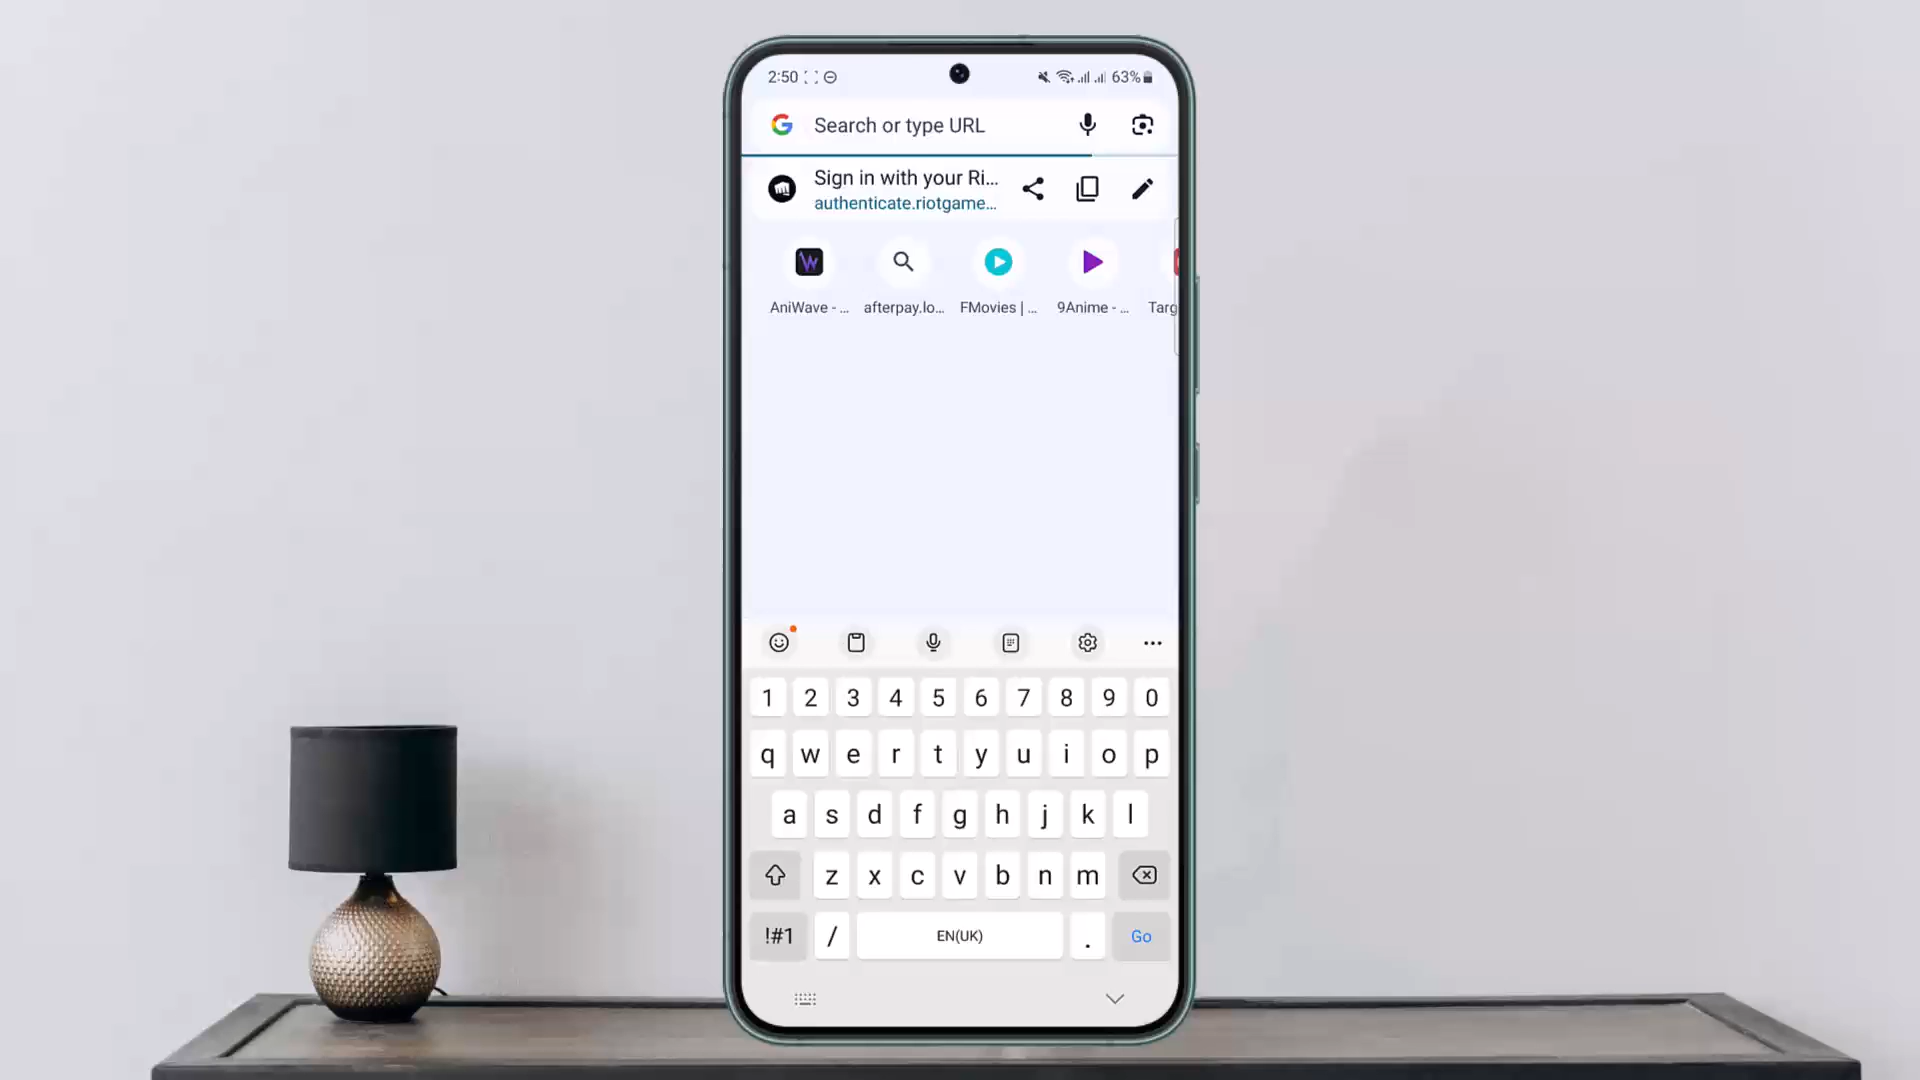 2:50 63%
Search or type URL
Sign in with your Ri...
authenticate.riotgame...
AniWave - ... afterpay.lo... FMovies | ... 9Anime - ... Targ
1 2 3 4 5 6 7 8 9 0
q w e r t y u i o p
a s d f g h j k l
z x c v b n m
!#1 / EN(UK) . Go